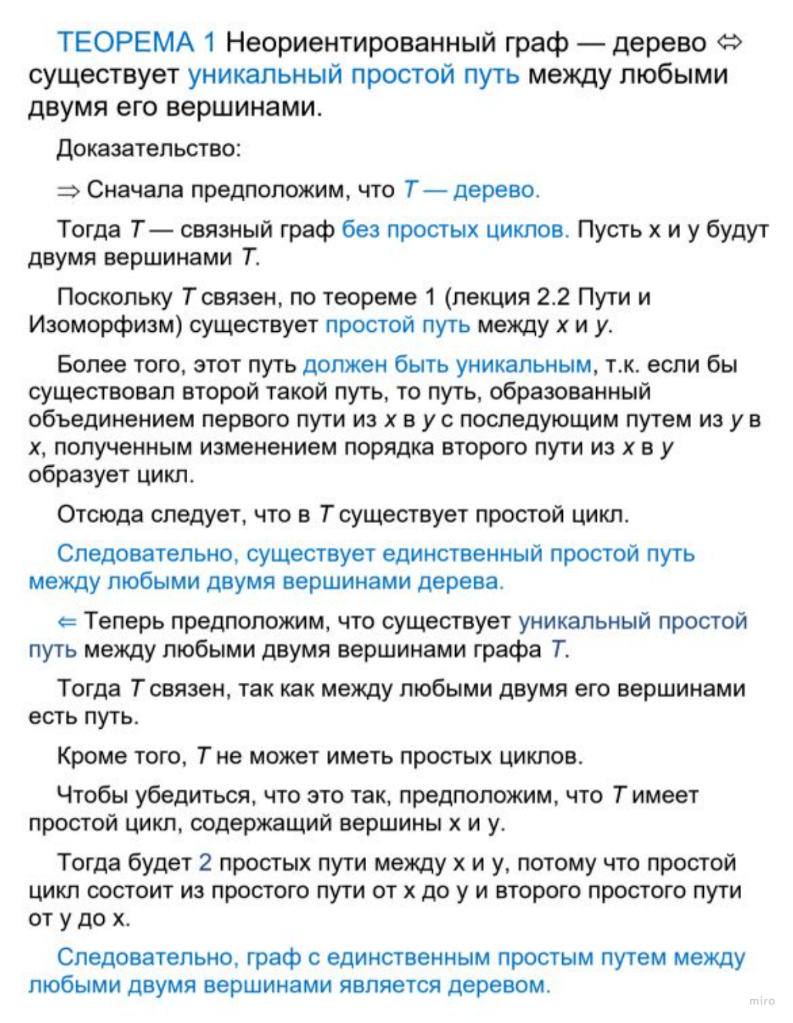 ТЕОРЕМА 1 Неориентированный граф — дерево ⇔
существует уникальный простой путь между любыми
двумя его вершинами.
Доказательство:
⇒ Сначала предположим, что T — дерево.
Тогда T — связный граф без простых циклов. Пусть x и y будут
двумя вершинами T.
Поскольку T связен, по теореме 1 (лекция 2.2 Пути и
Изоморфизм) существует простой путь между x и y.
Более того, этот путь должен быть уникальным, т.к. если бы
существовал второй такой путь, то путь, образованный
объединением первого пути из x в y с последующим путем из y в
x, полученным изменением порядка второго пути из x в y
образует цикл.
Отсюда следует, что в T существует простой цикл.
Следовательно, существует единственный простой путь
между любыми двумя вершинами дерева.
⇐ Теперь предположим, что существует уникальный простой
путь между любыми двумя вершинами графа T.
Тогда T связен, так как между любыми двумя его вершинами
есть путь.
Кроме того, T не может иметь простых циклов.
Чтобы убедиться, что это так, предположим, что T имеет
простой цикл, содержащий вершины x и y.
Тогда будет 2 простых пути между x и y, потому что простой
цикл состоит из простого пути от x до y и второго простого пути
от y до x.
Следовательно, граф с единственным простым путем между
любыми двумя вершинами является деревом.
miro